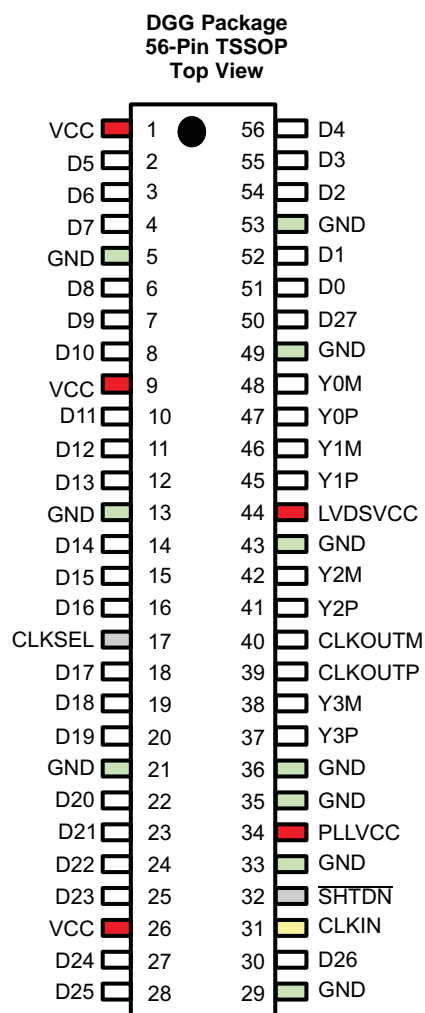 DGG Package
56-Pin TSSOP
Top View
VCC 1 56 D4
D5 2 55 D3
D6 3 54 D2
D7 4 53 GND
GND 5 52 D1
D8 6 51 D0
D9 7 50 D27
D10 8 49 GND
VCC 9 48 Y0M
D11 10 47 Y0P
D12 11 46 Y1M
D13 12 45 Y1P
GND 13 44 LVDSVCC
D14 14 43 GND
D15 15 42 Y2M
D16 16 41 Y2P
CLKSEL 17 40 CLKOUTM
D17 18 39 CLKOUTP
D18 19 38 Y3M
D19 20 37 Y3P
GND 21 36 GND
D20 22 35 GND
D21 23 34 PLLVCC
D22 24 33 GND
D23 25 32 SHTDN
VCC 26 31 CLKIN
D24 27 30 D26
D25 28 29 GND